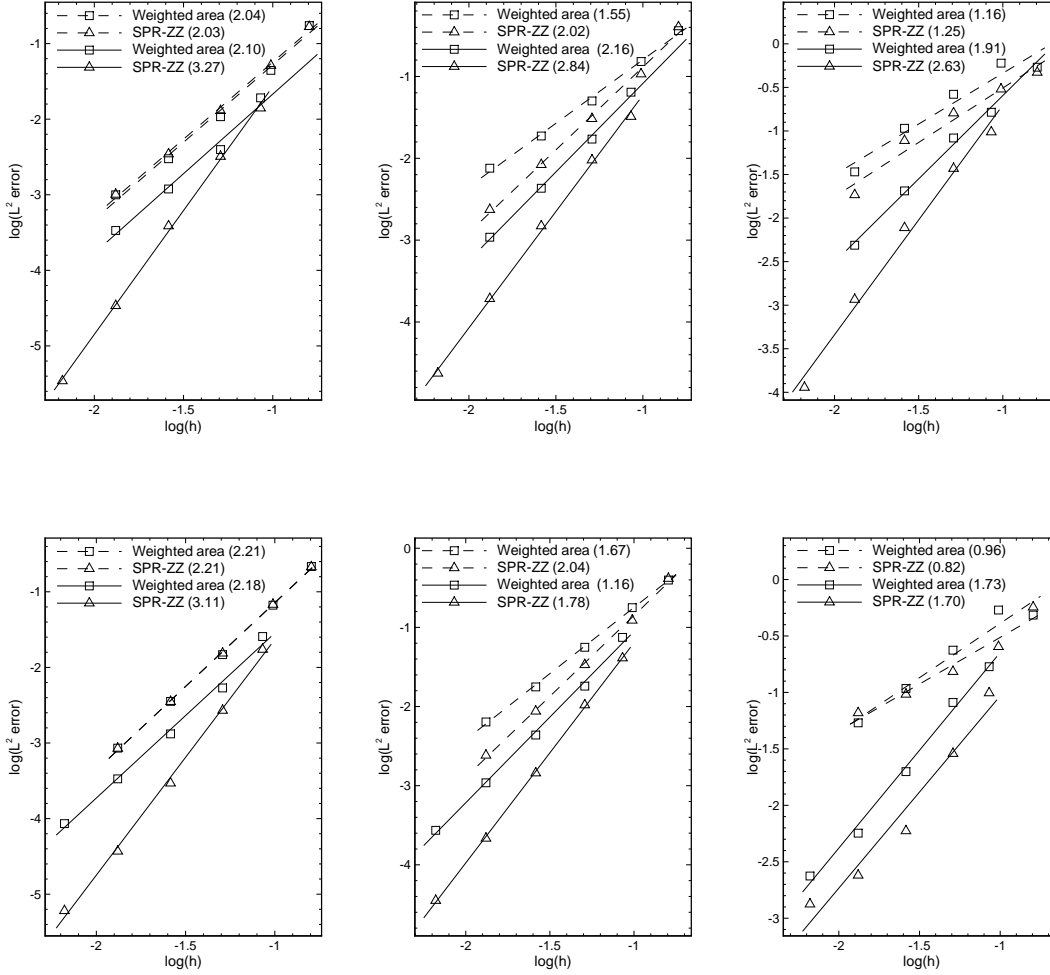 Weighted area (2.04)
SPR-ZZ (2.03)
Weighted area (2.10)
SPR-ZZ (3.27)
-1
-2
-3
-4
-5
log(L² error)
-2
-1.5
-1
log(h)
Weighted area (1.55)
SPR-ZZ (2.02)
Weighted area (2.16)
SPR-ZZ (2.84)
-1
-2
-3
-4
log(L² error)
-2
-1.5
-1
log(h)
Weighted area (1.16)
SPR-ZZ (1.25)
Weighted area (1.91)
SPR-ZZ (2.63)
0
-0.5
-1
-1.5
-2
-2.5
-3
-3.5
-4
log(L² error)
-2
-1.5
-1
log(h)
Weighted area (2.21)
SPR-ZZ (2.21)
Weighted area (2.18)
SPR-ZZ (3.11)
-1
-2
-3
-4
-5
log(L² error)
-2
-1.5
-1
log(h)
Weighted area (1.67)
SPR-ZZ (2.04)
Weighted area (1.16)
SPR-ZZ (1.78)
0
-1
-2
-3
-4
log(L² error)
-2
-1.5
-1
log(h)
Weighted area (0.96)
SPR-ZZ (0.82)
Weighted area (1.73)
SPR-ZZ (1.70)
0
-0.5
-1
-1.5
-2
-2.5
-3
log(L² error)
-2
-1.5
-1
log(h)